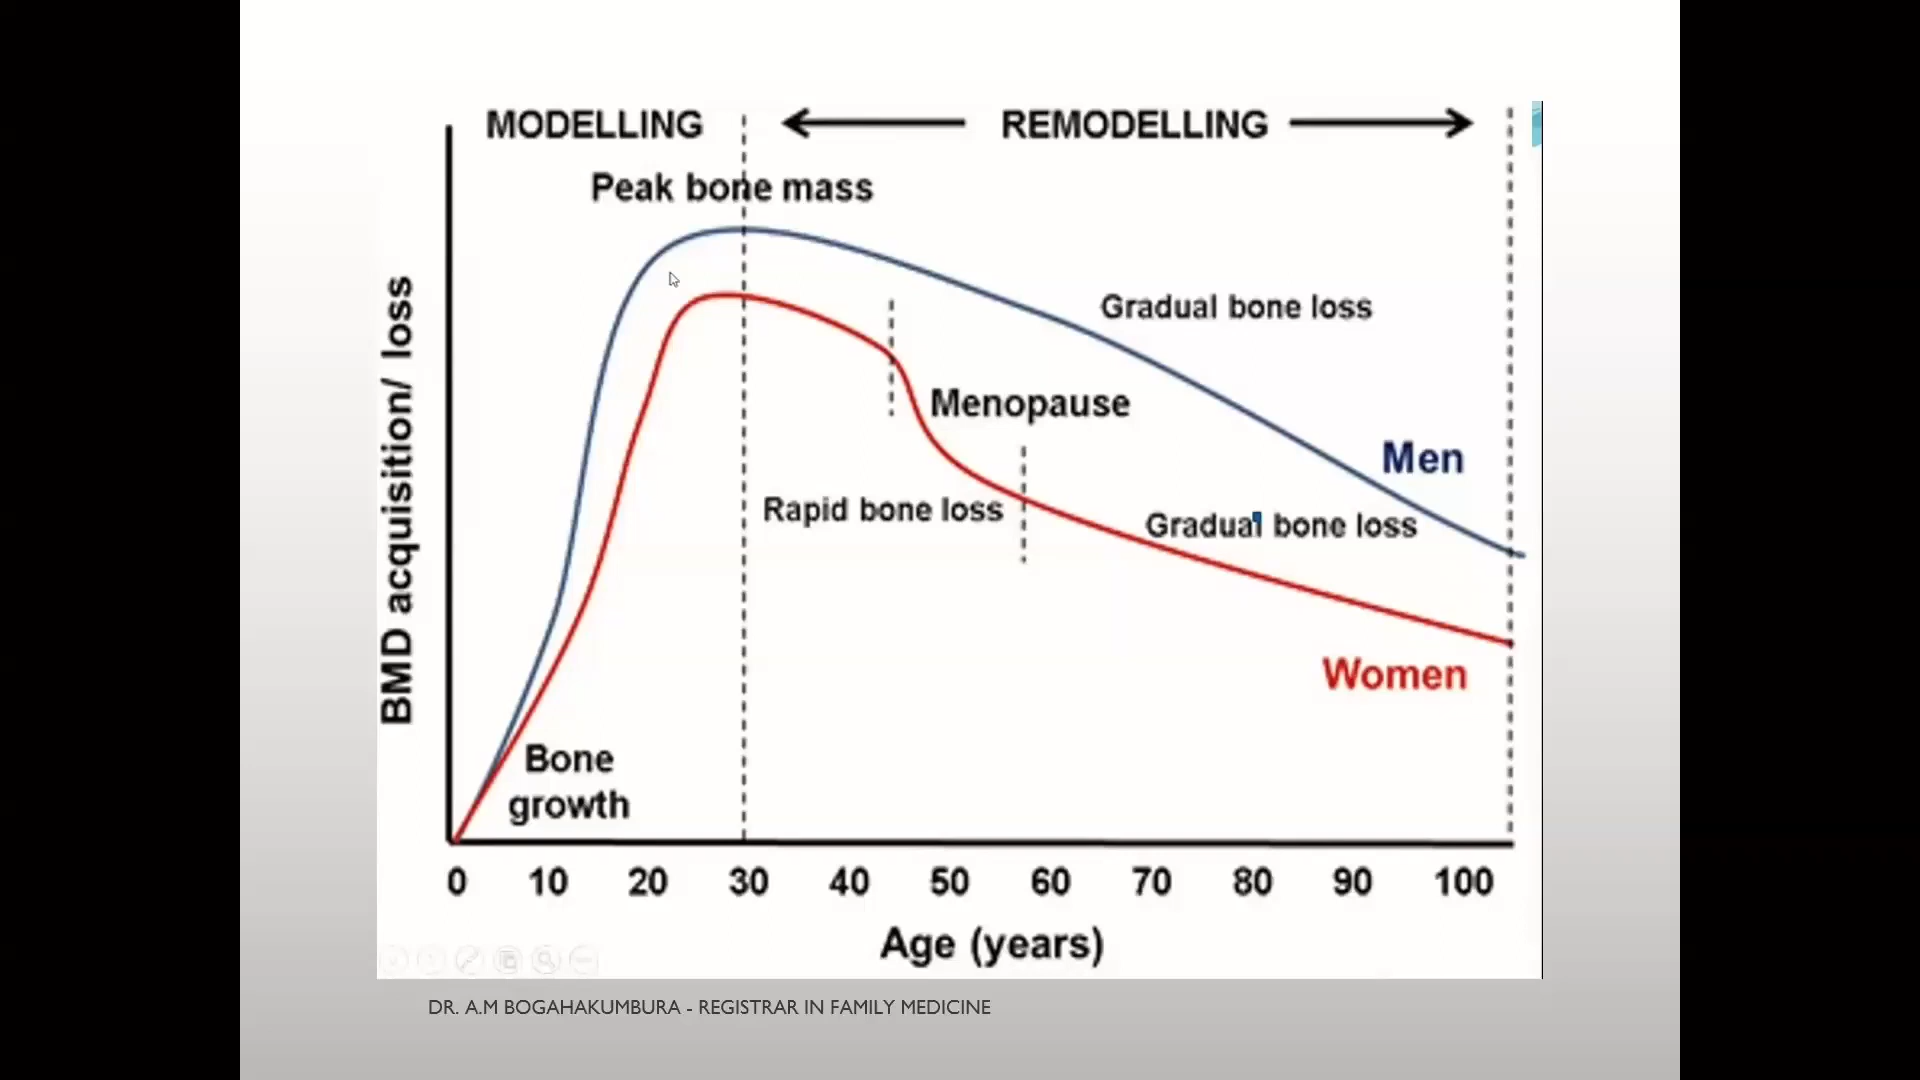 MODELLING
REMODELLING
Peak bone mass
Gradual bone loss
Menopause
Men
Rapid bone loss
Gradual bone loss
Women
Bone
growth
BMD acquisition/ loss
0 10 20 30 40 50 60 70 80 90 100
Age (years)
DR. A.M BOGAHAKUMBURA - REGISTRAR IN FAMILY MEDICINE